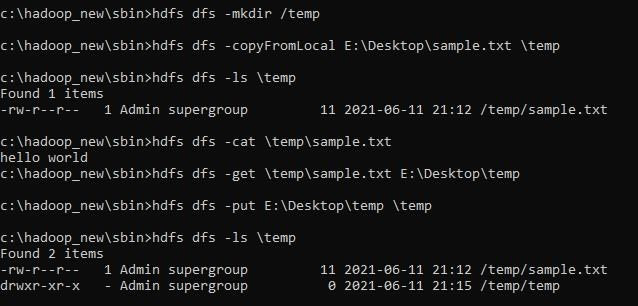 c:\hadoop_new\sbin>hdfs dfs -mkdir /temp
c:\hadoop_new\sbin>hdfs dfs -copyFromLocal E:\Desktop\sample.txt \temp
c:\hadoop_new\sbin>hdfs dfs -ls \temp
Found 1 items
-rw-r--r--   1 Admin supergroup         11 2021-06-11 21:12 /temp/sample.txt
c:\hadoop_new\sbin>hdfs dfs -cat \temp\sample.txt
hello world
c:\hadoop_new\sbin>hdfs dfs -get \temp\sample.txt E:\Desktop\temp
c:\hadoop_new\sbin>hdfs dfs -put E:\Desktop\temp \temp
c:\hadoop_new\sbin>hdfs dfs -ls \temp
Found 2 items
-rw-r--r--   1 Admin supergroup         11 2021-06-11 21:12 /temp/sample.txt
drwxr-xr-x   - Admin supergroup          0 2021-06-11 21:15 /temp/temp